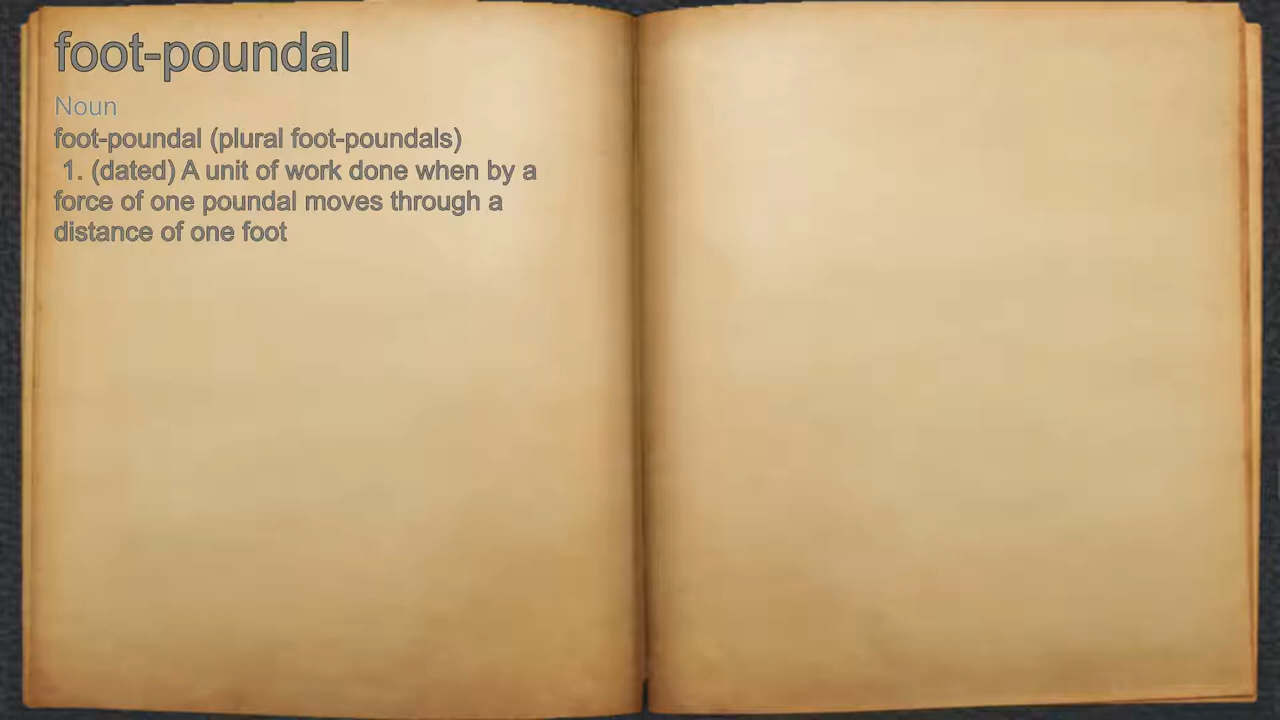 foot-poundal
Noun
foot-poundal (plural foot-poundals)
1. (dated) A unit of work done when by a
force of one poundal moves through a
distance of one foot